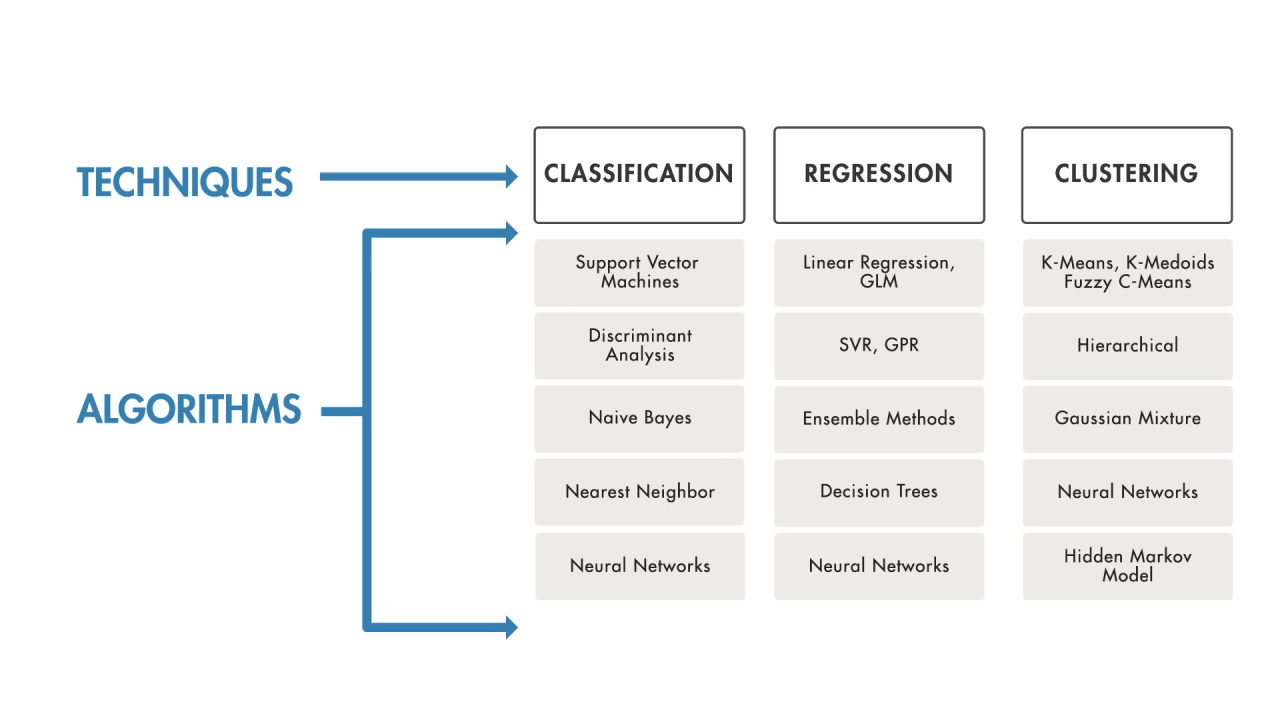 TECHNIQUES
CLASSIFICATION
REGRESSION
CLUSTERING
ALGORITHMS
Support Vector
Machines
Discriminant
Analysis
Naive Bayes
Nearest Neighbor
Neural Networks
Linear Regression,
GLM
SVR, GPR
Ensemble Methods
Decision Trees
Neural Networks
K-Means, K-Medoids
Fuzzy C-Means
Hierarchical
Gaussian Mixture
Neural Networks
Hidden Markov
Model